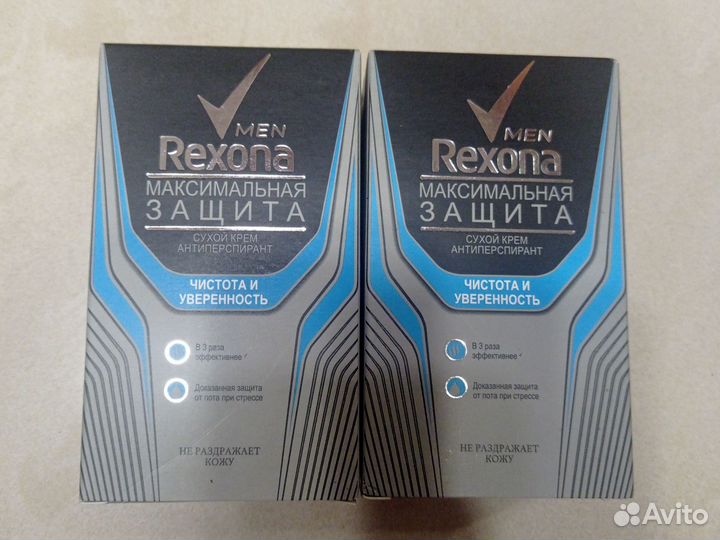 MEN
Rexona
МАКСИМАЛЬНАЯ
ЗАЩИТА
СУХОЙ КРЕМ
АНТИПЕРСПИРАНТ
ЧИСТОТА И
УВЕРЕННОСТЬ
В 3 раза
эффективнее
Доказанная защита
от пота при стрессе
НЕ РАЗДРАЖАЕТ
КОЖУ
MEN
Rexona
МАКСИМАЛЬНАЯ
ЗАЩИТА
СУХОЙ КРЕМ
АНТИПЕРСПИРАНТ
ЧИСТОТА И
УВЕРЕННОСТЬ
В 3 раза
эффективнее
Доказанная защита
от пота при стрессе
НЕ РАЗДРАЖАЕТ
КОЖУ
Avito